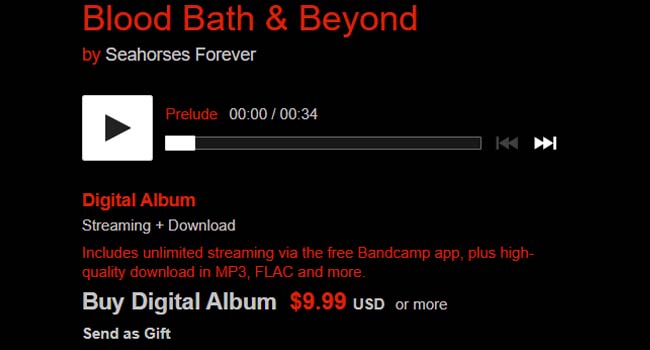 Blood Bath & Beyond
by Seahorses Forever
Prelude 00:00 / 00:34
Digital Album
Streaming + Download
Includes unlimited streaming via the free Bandcamp app, plus high-
quality download in MP3, FLAC and more.
Buy Digital Album $9.99 USD or more
Send as Gift